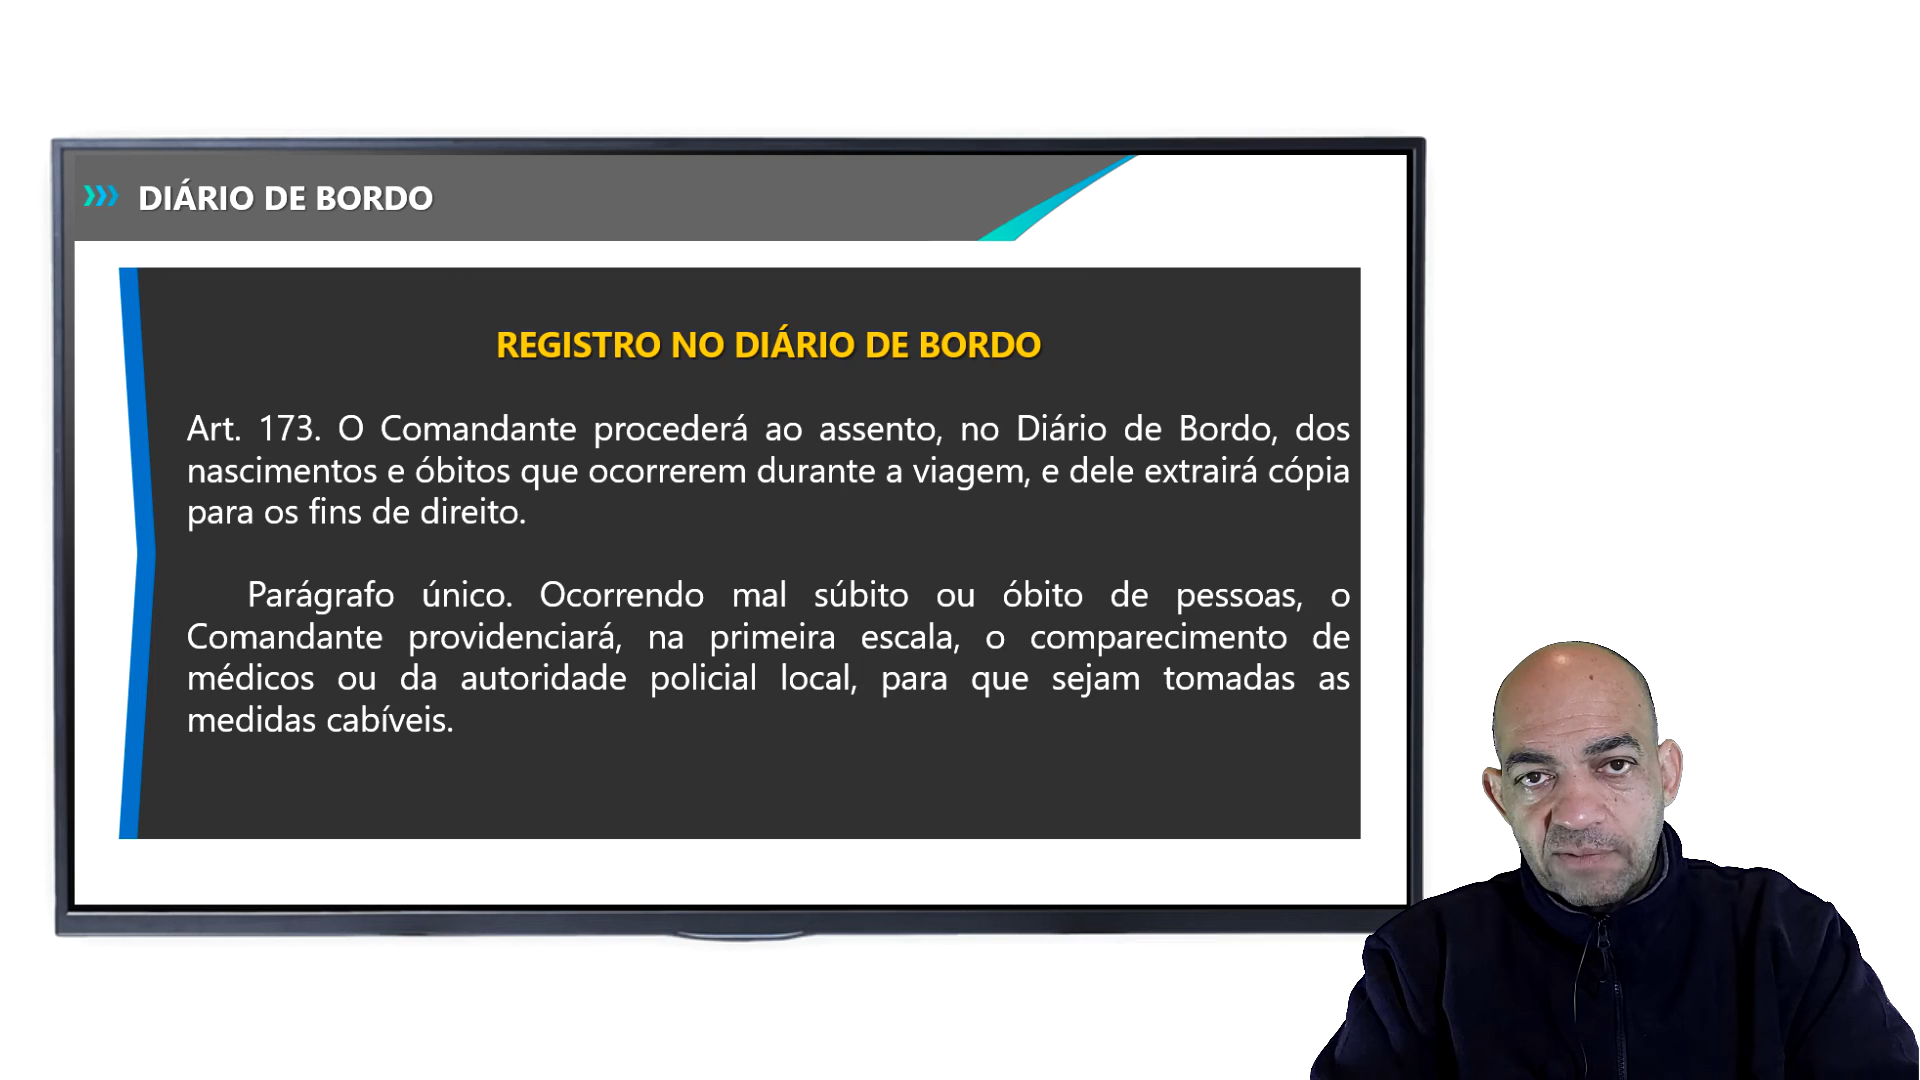 DIÁRIO DE BORDO
REGISTRO NO DIÁRIO DE BORDO
Art. 173. O Comandante procederá ao assento, no Diário de Bordo, dos
nascimentos e óbitos que ocorrerem durante a viagem, e dele extrairá cópia
para os fins de direito.
Parágrafo único. Ocorrendo mal súbito ou óbito de pessoas, o
Comandante providenciará, na primeira escala, o comparecimento de
médicos ou da autoridade policial local, para que sejam tomadas as
medidas cabíveis.